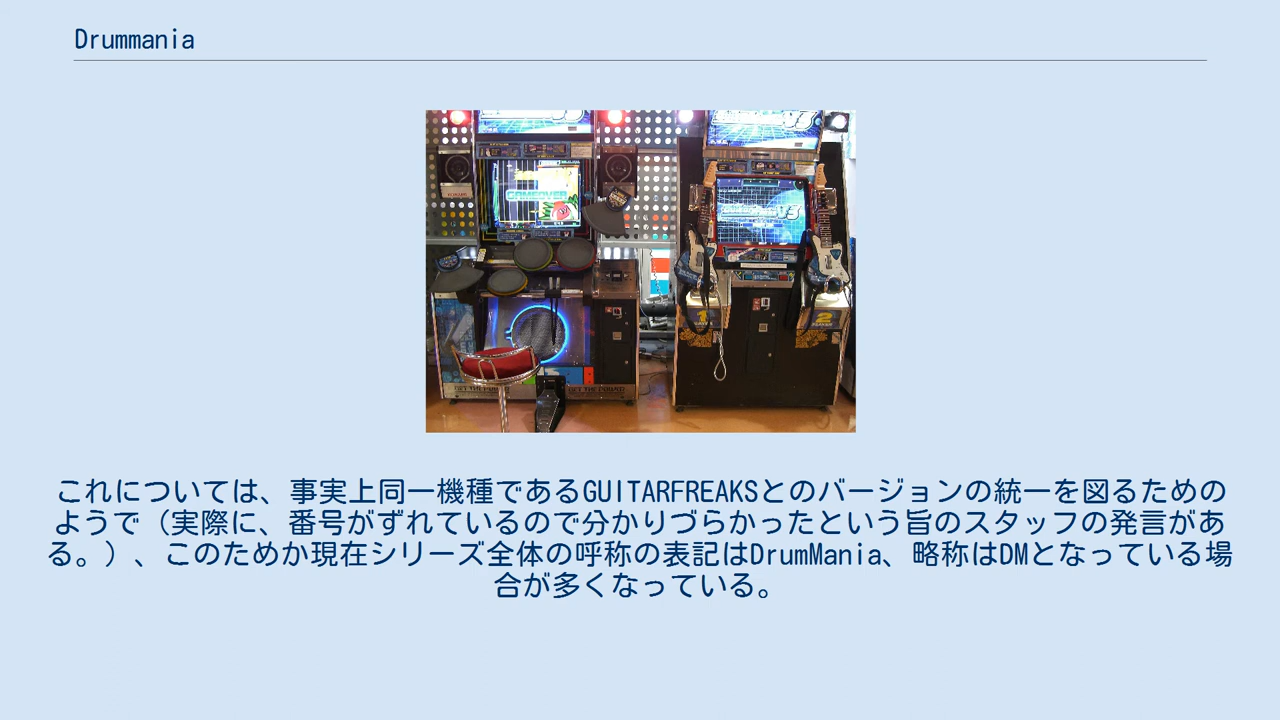 Drummania
V3
GAMEOVER
V3
1
2
これについては、事実上同一機種であるGUITARFREAKSとのバージョンの統一を図るための
ようで（実際に、番号がずれているので分かりづらかったという旨のスタッフの発言があ
る。）、このためか現在シリーズ全体の呼称の表記はDrumMania、略称はDMとなっている場
合が多くなっている。